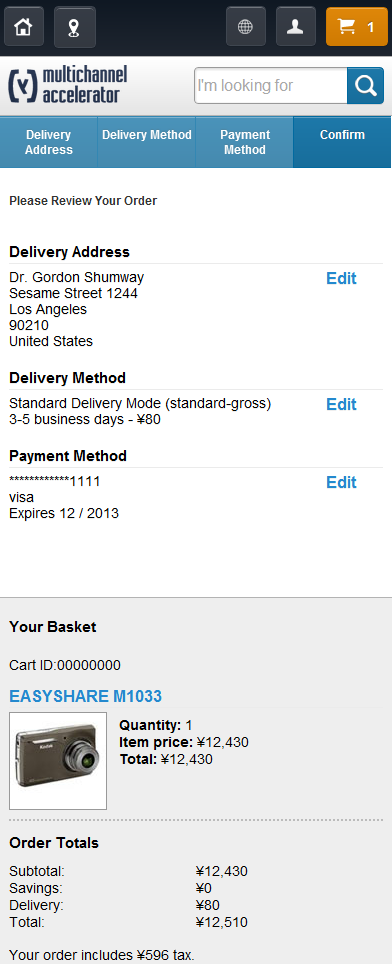 1
multichannel
accelerator
I'm looking for
Delivery Address
Delivery Method
Payment Method
Confirm
Please Review Your Order
Delivery Address
Dr. Gordon Shumway
Edit
Sesame Street 1244
Los Angeles
90210
United States
Delivery Method
Standard Delivery Mode (standard-gross)
Edit
3-5 business days - ¥80
Payment Method
************1111
Edit
visa
Expires 12 / 2013
Your Basket
Cart ID:00000000
EASYSHARE M1033
Kodak
Quantity: 1
Item price: ¥12,430
Total: ¥12,430
Order Totals
Subtotal: ¥12,430
Savings: ¥0
Delivery: ¥80
Total: ¥12,510
Your order includes ¥596 tax.